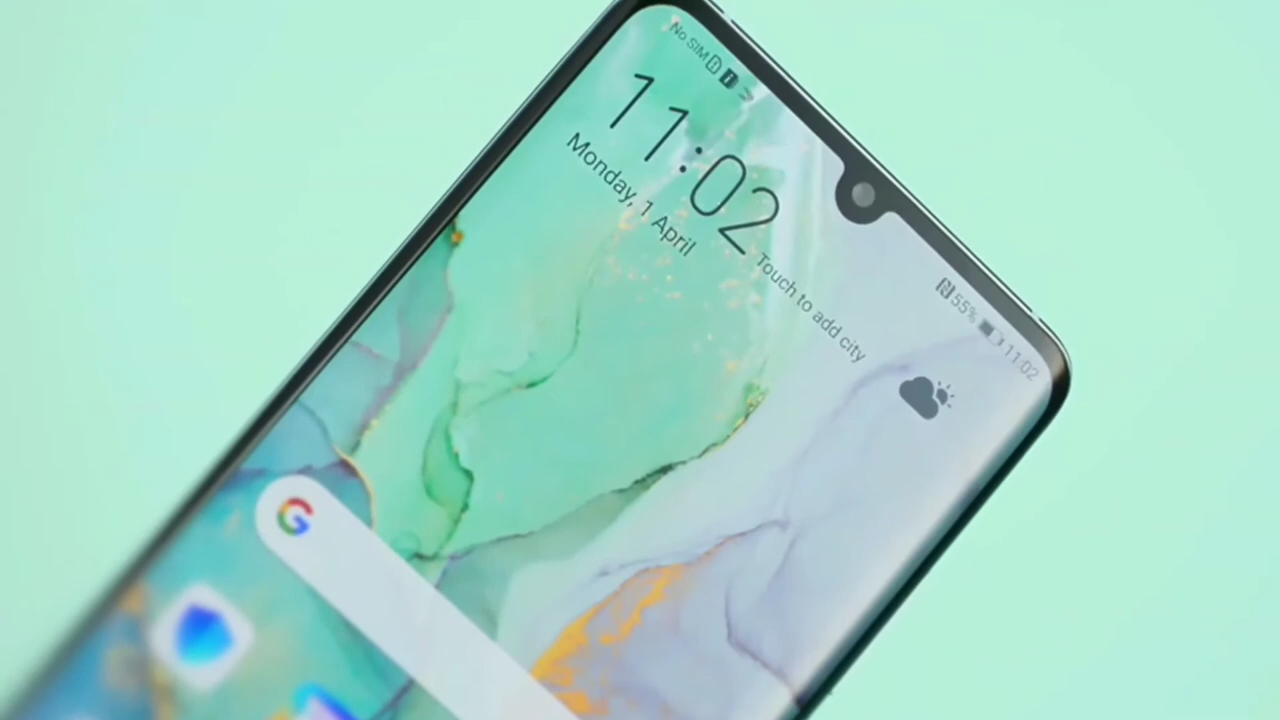 No SIM
55% 11:02
11:02
Monday, 1 April
Touch to add city
G